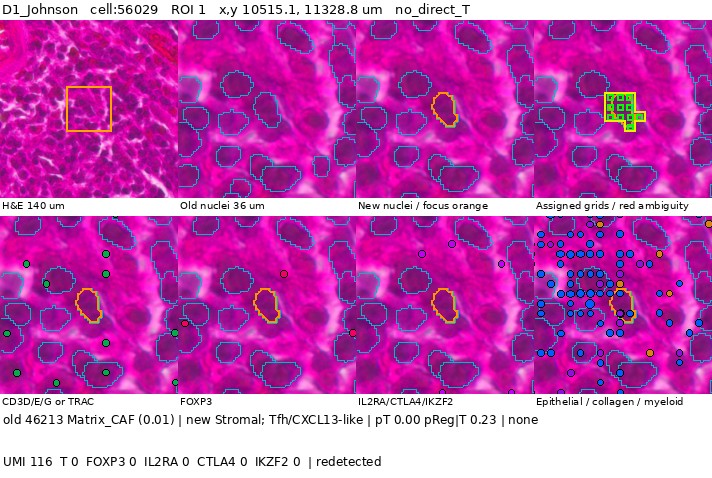 D1_Johnson cell:56029 ROI 1 x,y 10515.1, 11328.8 um no_direct_T
H&E 140 um
Old nuclei 36 um
New nuclei / focus orange
Assigned grids / red ambiguity
CD3D/E/G or TRAC
FOXP3
IL2RA/CTLA4/IKZF2
Epithelial / collagen / myeloid
old 46213 Matrix_CAF (0.01) | new Stromal; Tfh/CXCL13-like | pT 0.00 pReg|T 0.23 | none
UMI 116 T 0 FOXP3 0 IL2RA 0 CTLA4 0 IKZF2 0 | redetected